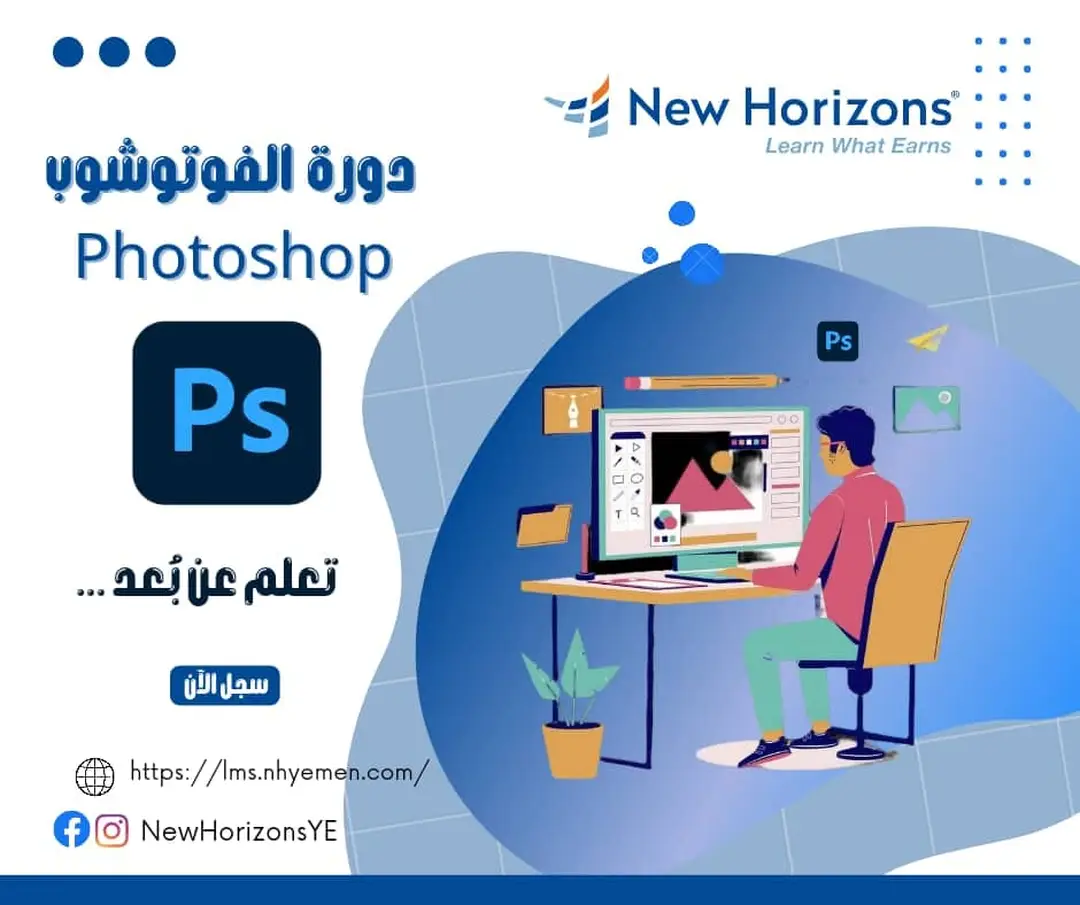 New Horizons®
Learn What Earns
دورة الفوتوشوب
Photoshop
Ps
Ps
T
تعلم عن بُعد ...
سجل الآن
https://lms.nhyemen.com/
NewHorizonsYE